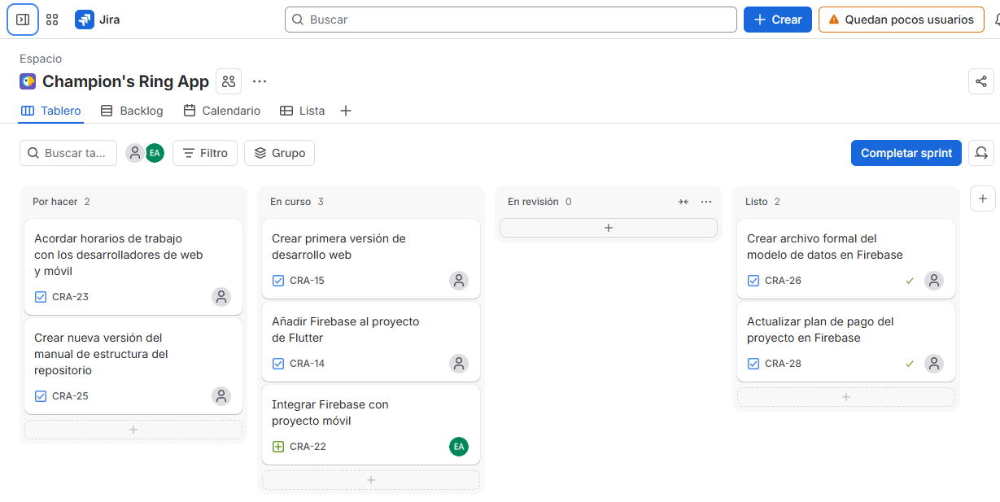 Jira
Buscar
Crear
Quedan pocos usuarios
Espacio
Champion's Ring App
Tablero
Backlog
Calendario
Lista
Buscar ta...
EA
Filtro
Grupo
Completar sprint
Por hacer 2
Acordar horarios de trabajo
con los desarrolladores de web
y móvil
CRA-23
Crear nueva versión del
manual de estructura del
repositorio
CRA-25
En curso 3
Crear primera versión de
desarrollo web
CRA-15
Añadir Firebase al proyecto
de Flutter
CRA-14
Integrar Firebase con
proyecto móvil
CRA-22
EA
En revisión 0
Listo 2
Crear archivo formal del
modelo de datos en Firebase
CRA-26
Actualizar plan de pago del
proyecto en Firebase
CRA-28